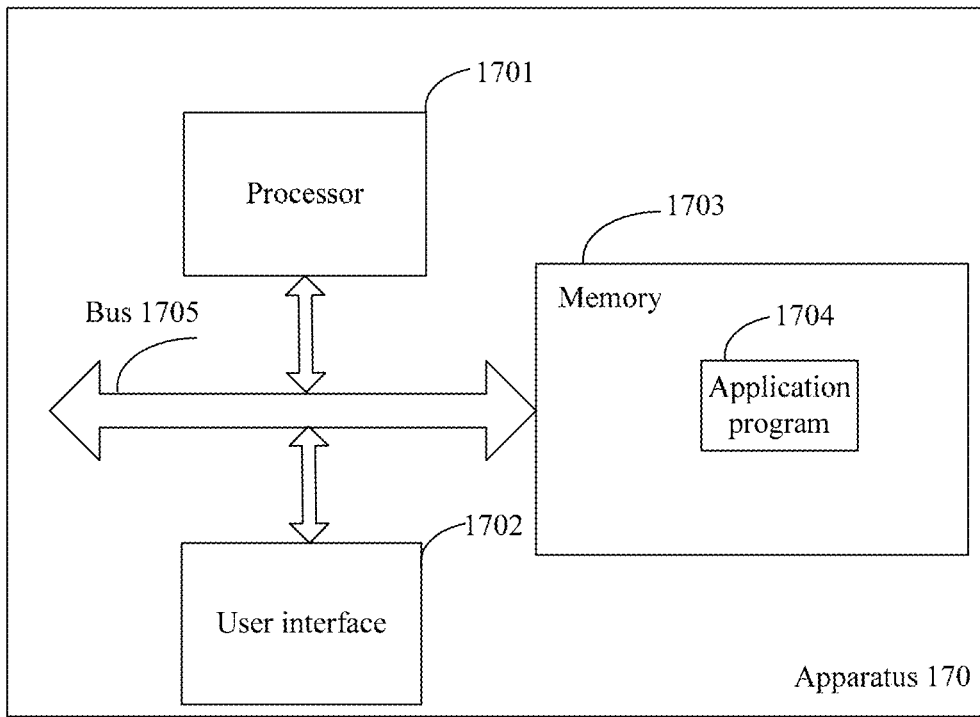 1701
Processor
1703
Bus 1705
Memory
1704
Application
program
1702
User interface
Apparatus 170